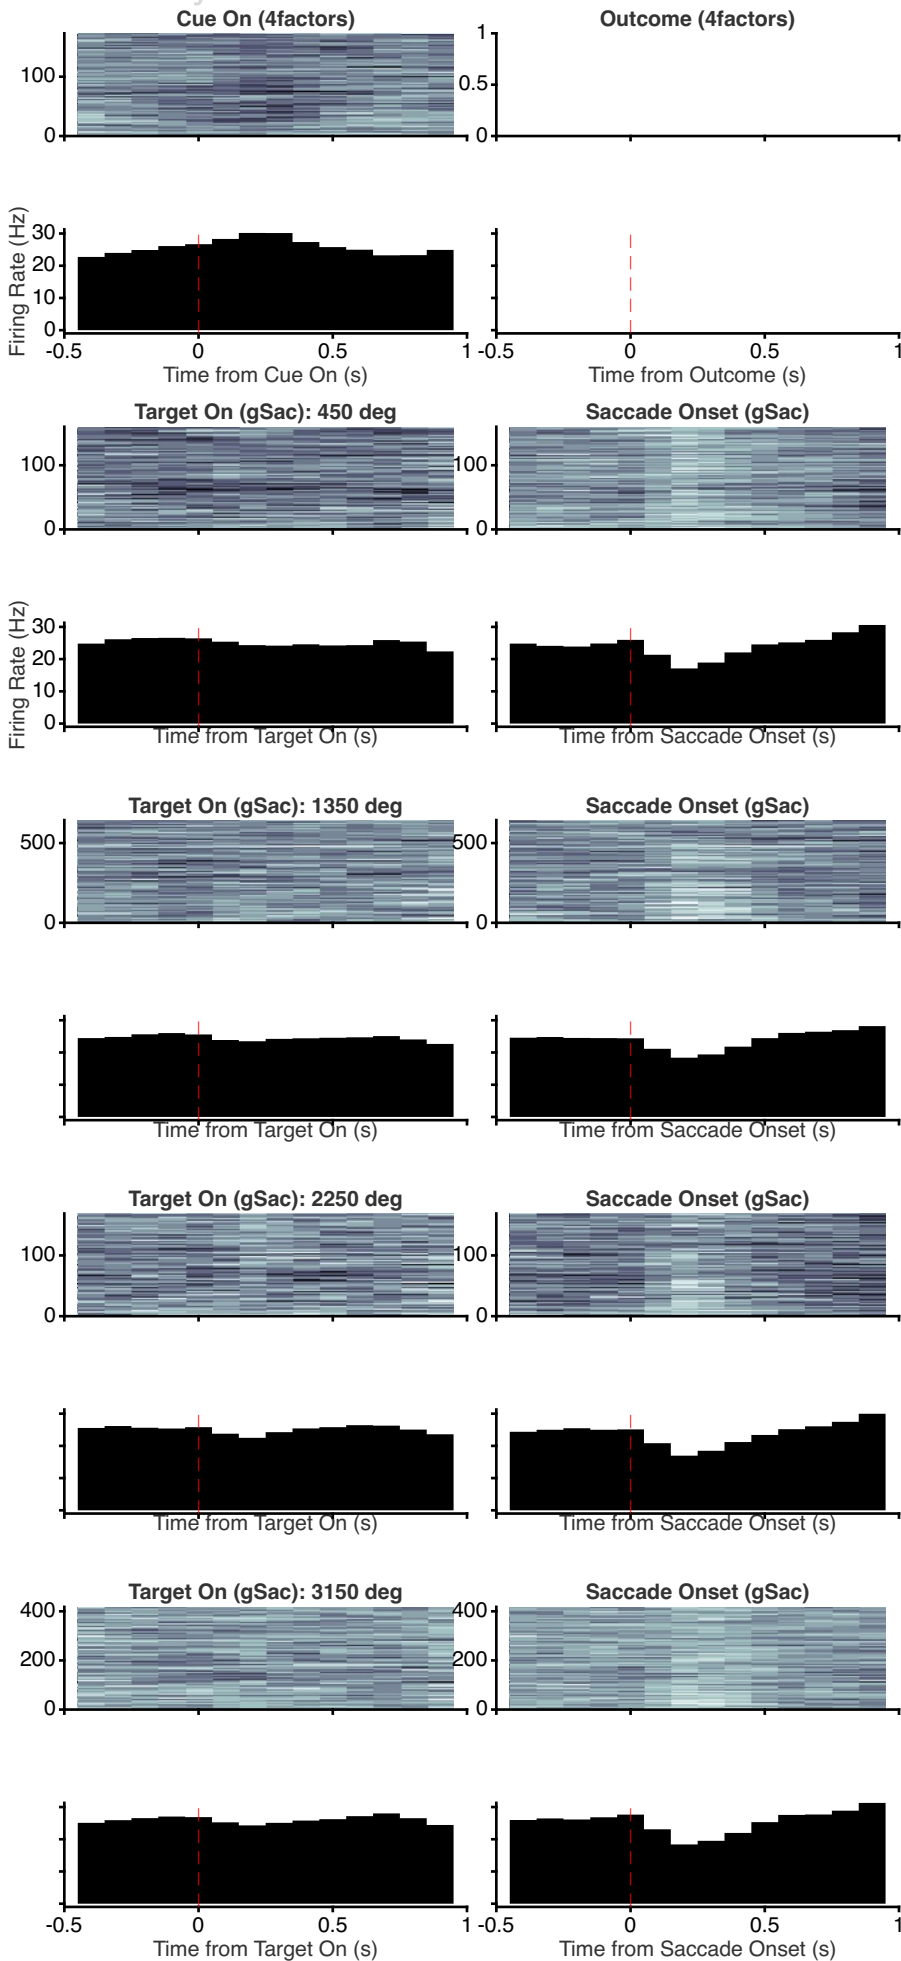 Cue On (4factors)
Outcome (4factors)
100
0
1
0.5
0
Firing Rate (Hz)
30
20
10
0
-0.5 0 0.5 1
Time from Cue On (s)
-0.5 0 0.5 1
Time from Outcome (s)
Target On (gSac): 450 deg
Saccade Onset (gSac)
100
0
100
0
Firing Rate (Hz)
30
20
10
0
Time from Target On (s)
Time from Saccade Onset (s)
Target On (gSac): 1350 deg
Saccade Onset (gSac)
500
0
500
0
Time from Target On (s)
Time from Saccade Onset (s)
Target On (gSac): 2250 deg
Saccade Onset (gSac)
100
0
100
0
Time from Target On (s)
Time from Saccade Onset (s)
Target On (gSac): 3150 deg
Saccade Onset (gSac)
400
200
0
400
200
0
-0.5 0 0.5 1
Time from Target On (s)
-0.5 0 0.5 1
Time from Saccade Onset (s)